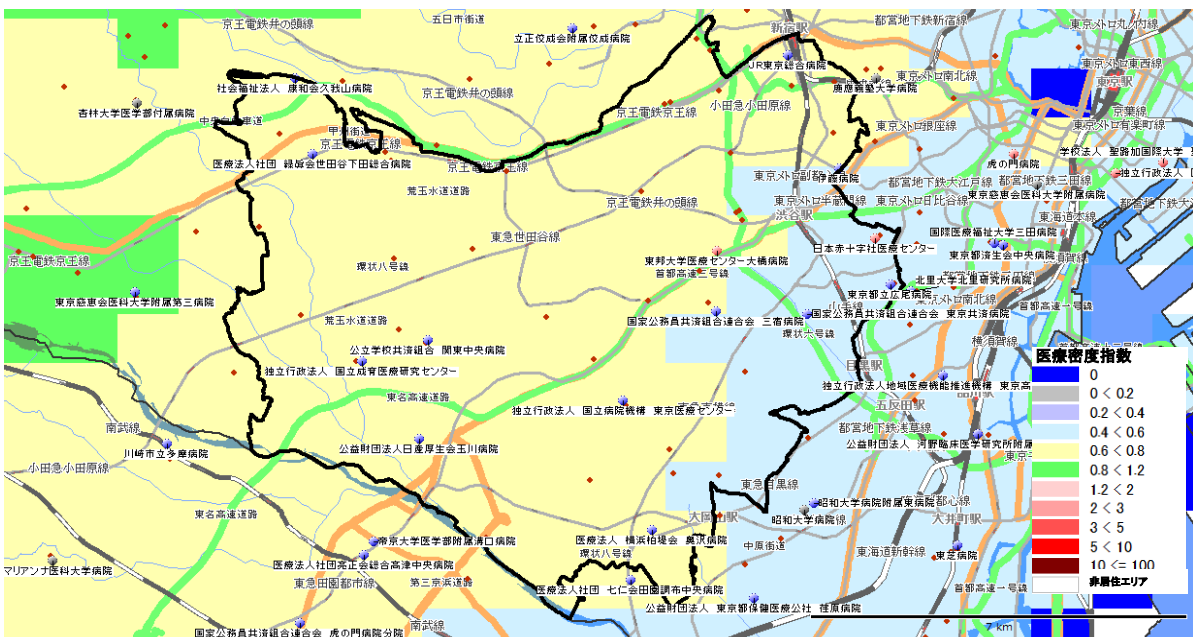 五日市街道
都営地下鉄新宿線
東京メトロ丸ノ内線
京王電鉄井の頭線
新宿駅
立正佼成会附属佼成病院
東京メトロ東西線
JR東京総合病院
東京メトロ南北線
東京駅
社会福祉法人 康和会久我山病院
慶應義塾大学病院
京王電鉄井の頭線
小田急小田原線
京葉線
杏林大学医学部付属病院
中央自動車道
京王電鉄京王線
東京メトロ有楽町線
甲州街道
東京メトロ銀座線
京王電鉄京王線
学校法人 聖路加国際大学
医療法人社団 緑眞会世田谷下田総合病院
京王電鉄京王線
虎の門病院
伊藤病院
東京メトロ副都
独立行政法人
荒玉水道道路
都営地下鉄大江戸線
都営地下鉄三田線
東京慈恵会医科大学附属病院
京王電鉄井の頭線
東京メトロ半蔵門線
東京メトロ日比谷線
渋谷駅
東海道本線
東急世田谷線
国際医療福祉大学三田病院
日本赤十字社医療センター
東京都済生会中央病院
京王電鉄京王線
東邦大学医療センター大橋病院
環状八号線
首都高速三号線
北里大学北里研究所病院
東京慈恵会医科大学附属第三病院
東京都立広尾病院
東京メトロ南北線
首都高速一号線
山手線
荒玉水道道路
国家公務員共済組合連合会 三宿病院
国家公務員共済組合連合会 東京共済病院
環状六号線
横須賀線
公立学校共済組合 関東中央病院
目黒駅
独立行政法人 国立成育医療研究センター
独立行政法人地域医療機能推進機構 東京高
東名高速道路
品川駅
独立行政法人 国立病院機構 東京医療センター
五反田駅
南武線
都営地下鉄浅草線
川崎市立多摩病院
公益財団法人日産厚生会玉川病院
公益財団法人 河野臨床医学研究所附属
小田急小田原線
東急目黒線
東名高速道路
昭和大学病院附属東病院
大岡山駅
昭和大学病院
大井町駅
帝京大学医学部附属溝口病院
医療法人 横浜柏堤会 奥沢病院
中原街道
環状八号線
東海道新幹線
東芝病院
医療法人社団亮正会総合高津中央病院
マリアンナ医科大学病院
第三京浜道路
東急田園都市線
医療法人社団 七仁会田園調布中央病院
首都高速一号線
公益財団法人 東京都保健医療公社 荏原病院
国家公務員共済組合連合会 虎の門病院分院
南武線
医療密度指数
0
0 < 0.2
0.2 < 0.4
0.4 < 0.6
0.6 < 0.8
0.8 < 1.2
1.2 < 2
2 < 3
3 < 5
5 < 10
10 <= 100
非居住エリア
7 km